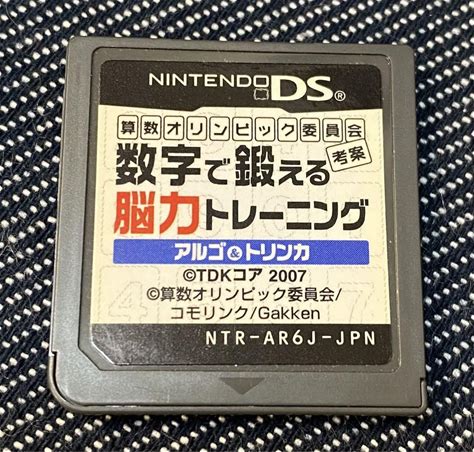 NINTENDO DS®
算数オリンピック委員会
考案
数字で鍛える
脳力トレーニング
アルゴ&トリンカ
©TDKコア 2007
©算数オリンピック委員会/
コモリンク/Gakken
NTR-AR6J-JPN